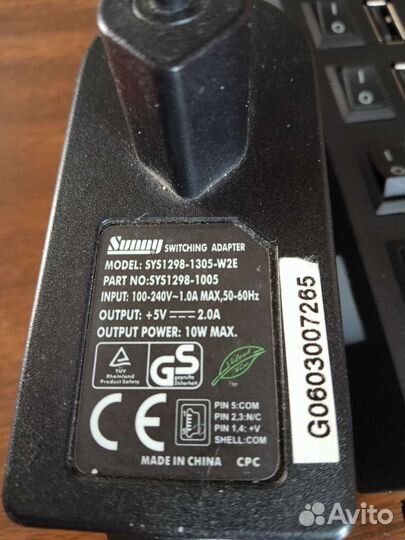 Sunny SWITCHING ADAPTER
MODEL: SYS1298-1305-W2E
PART NO:SYS1298-1005
INPUT: 100-240V~1.0A MAX,50-60Hz
OUTPUT: +5V 2.0A
OUTPUT POWER: 10W MAX.
TÜV
Rheinland
Product Safety
GS
geprüfte
Sicherheit
CE
PIN 5:COM
PIN 2,3:N/C
PIN 1,4: +V
SHELL:COM
MADE IN CHINA CPC
G0603007265
Avito